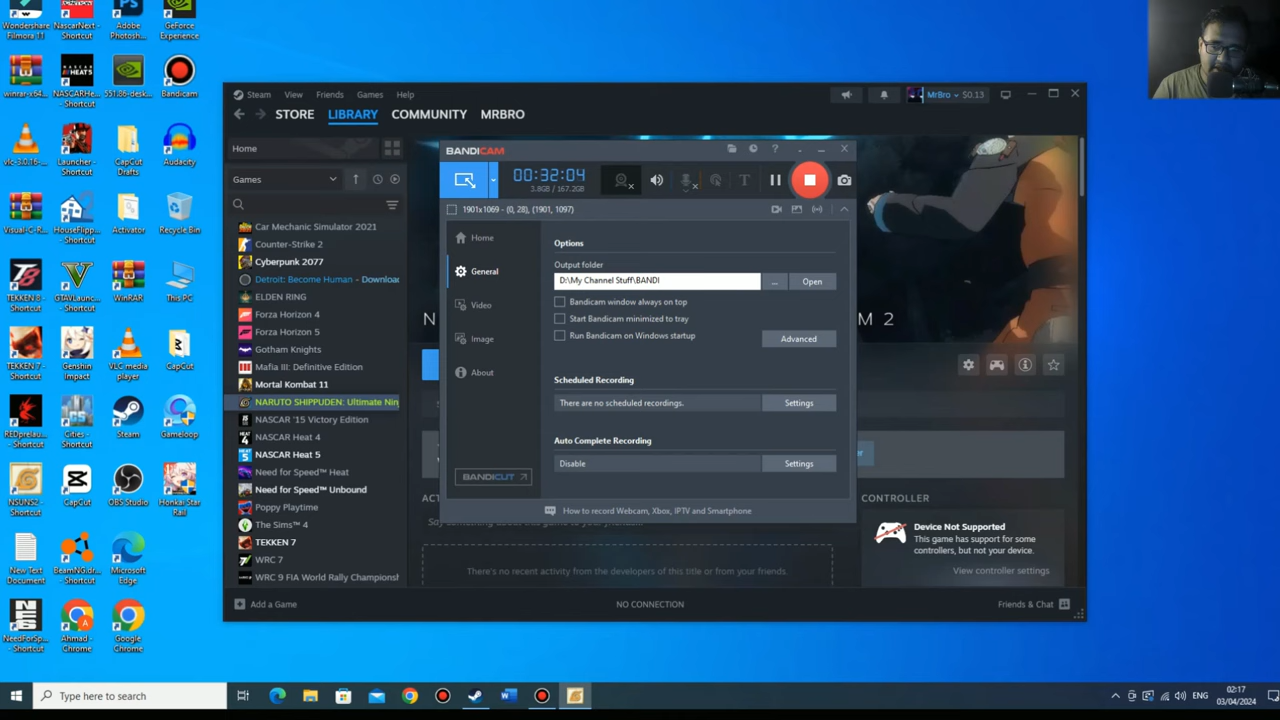 Wondershare
Filmora 11
NascarNext -
Shortcut
Adobe
Photosh...
GeForce
Experience
winrar-x64...
NASCARHe...
- Shortcut
551.86-desk...
Bandicam
vlc-3.0.16-...
Launcher -
Shortcut
CapCut
Drafts
Audacity
Visual-C-R...
HouseFlipp...
- Shortcut
Activator
Recycle Bin
TEKKEN 8 -
Shortcut
GTAVLaunc...
- Shortcut
WinRAR
This PC
TEKKEN 7 -
Shortcut
Genshin
Impact
VLC media
player
CapCut
REDprelau...
- Shortcut
Cities -
Shortcut
Steam
Gameloop
NSUNS2 -
Shortcut
CapCut
OBS Studio
Honkai-Star
Rail
New Text
Document
BeamNG.dr...
- Shortcut
Microsoft
Edge
NeedForSp...
- Shortcut
Ahmad -
Chrome
Google
Chrome
Steam View Friends Games Help
MrBro $0.13
STORE LIBRARY COMMUNITY MRBRO
Home
Games
Car Mechanic Simulator 2021
Counter-Strike 2
Cyberpunk 2077
Detroit: Become Human - Downloa
ELDEN RING
Forza Horizon 4
Forza Horizon 5
Gotham Knights
Mafia III: Definitive Edition
Mortal Kombat 11
NARUTO SHIPPUDEN: Ultimate Nin
NASCAR '15 Victory Edition
NASCAR Heat 4
NASCAR Heat 5
Need for Speed™ Heat
Need for Speed™ Unbound
Poppy Playtime
The Sims™ 4
TEKKEN 7
WRC 7
WRC 9 FIA World Rally Championsh
Add a Game
NO CONNECTION
Friends & Chat
BANDICAM
00:32:04
3.8GB / 167.2GB
1901x1069 - (0, 28), (1901, 1097)
Home
General
Video
Image
About
BANDICUT
Options
Output folder
D:\My Channel Stuff\BANDI
...
Open
Bandicam window always on top
Start Bandicam minimized to tray
Run Bandicam on Windows startup
Advanced
Scheduled Recording
There are no scheduled recordings.
Settings
Auto Complete Recording
Disable
Settings
How to record Webcam, Xbox, IPTV and Smartphone
N
M 2
There's no recent activity from the developers of this title or from your friends.
CONTROLLER
Device Not Supported
This game has support for some
controllers, but not your device.
View controller settings
Type here to search
ENG
02:17
03/04/2024